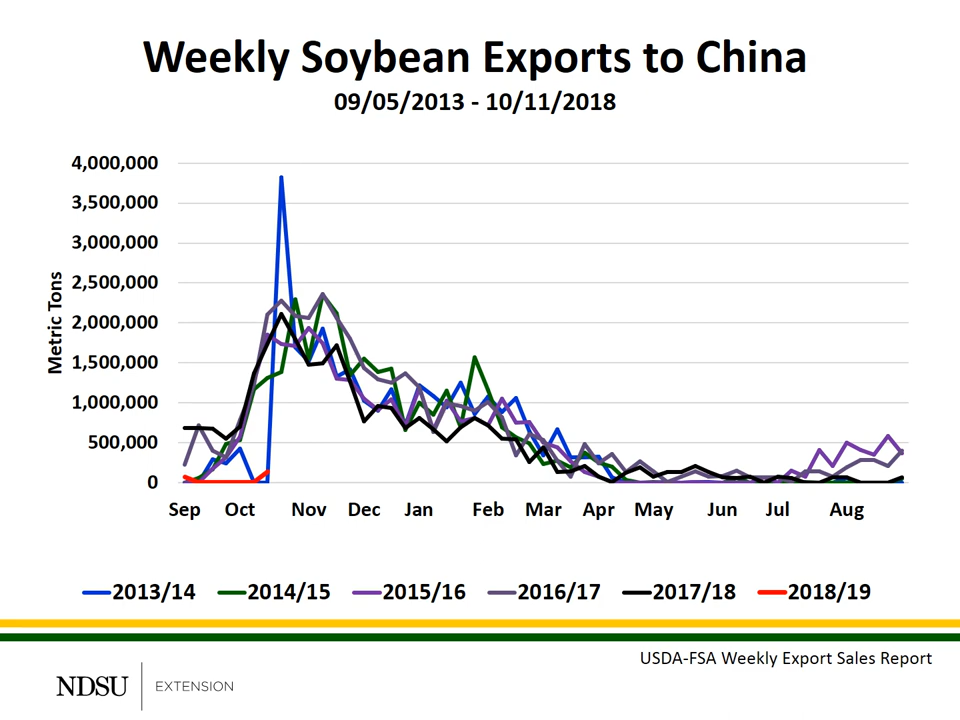 Weekly Soybean Exports to China
09/05/2013 - 10/11/2018
Metric Tons
4,000,000
3,500,000
3,000,000
2,500,000
2,000,000
1,500,000
1,000,000
500,000
0
Sep Oct Nov Dec Jan Feb Mar Apr May Jun Jul Aug
2013/14 2014/15 2015/16 2016/17 2017/18 2018/19
USDA-FSA Weekly Export Sales Report
NDSU EXTENSION